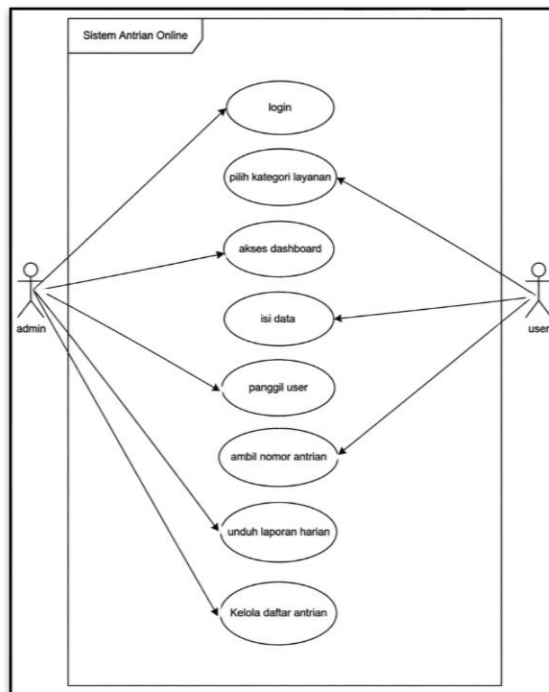 Sistem Antrian Online
login
pilih kategori layanan
akses dashboard
admin
isi data
user
panggil user
ambil nomor antrian
unduh laporan harian
Kelola daftar antrian